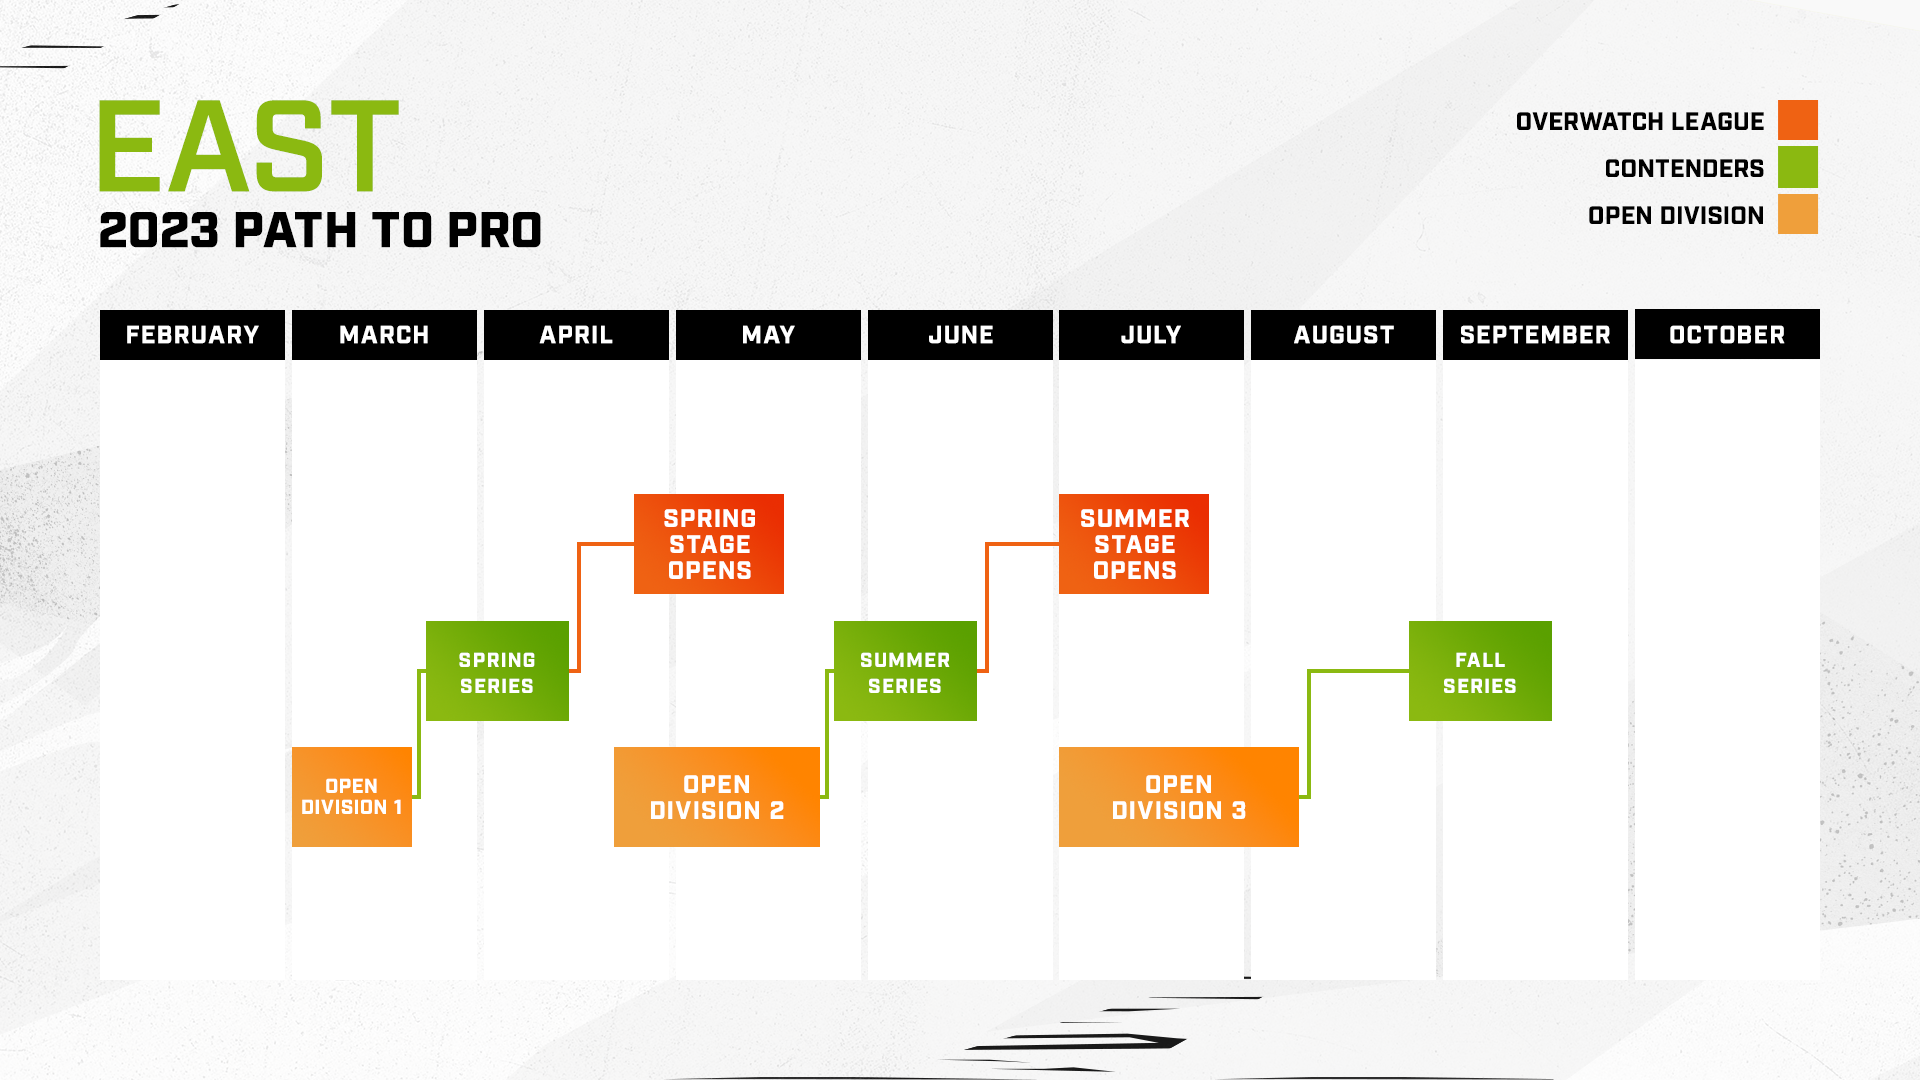 EAST
2023 PATH TO PRO
OVERWATCH LEAGUE
CONTENDERS
OPEN DIVISION
FEBRUARY
MARCH
APRIL
MAY
JUNE
JULY
AUGUST
SEPTEMBER
OCTOBER
SPRING
STAGE
OPENS
SUMMER
STAGE
OPENS
SPRING
SERIES
SUMMER
SERIES
FALL
SERIES
OPEN
DIVISION 1
OPEN
DIVISION 2
OPEN
DIVISION 3